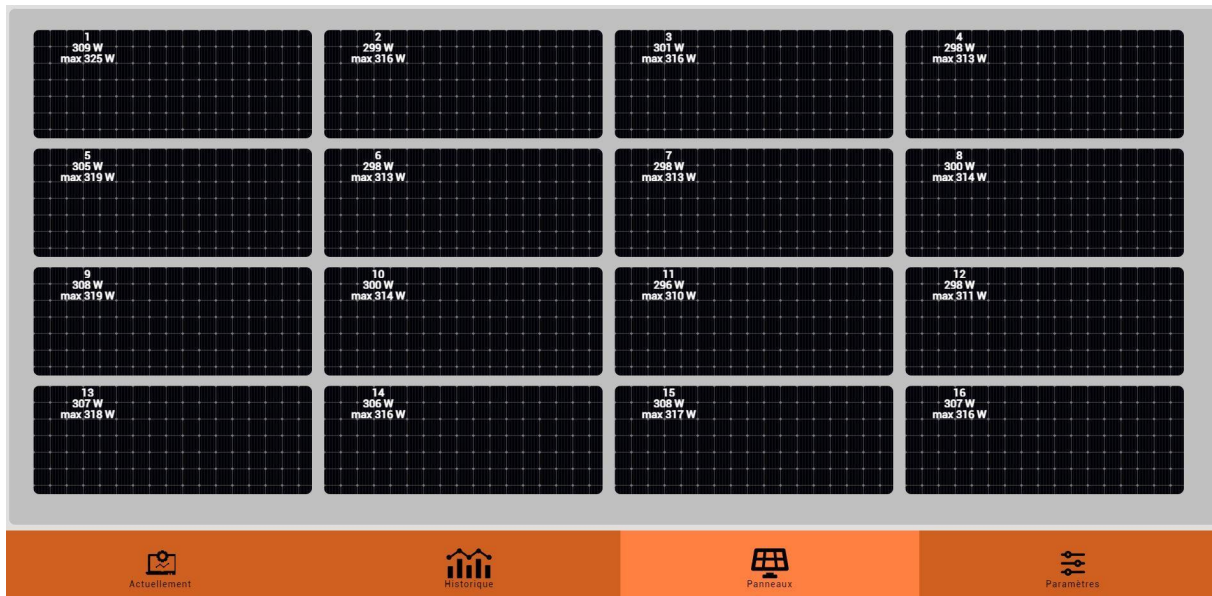 1
309 W
max 325 W
2
299 W
max 316 W
3
301 W
max 316 W
4
298 W
max 313 W
5
305 W
max 319 W
6
298 W
max 313 W
7
298 W
max 313 W
8
300 W
max 314 W
9
308 W
max 319 W
10
300 W
max 314 W
11
296 W
max 310 W
12
298 W
max 311 W
13
307 W
max 318 W
14
306 W
max 316 W
15
308 W
max 317 W
16
307 W
max 316 W
Actuellement
Historique
Panneaux
Paramètres